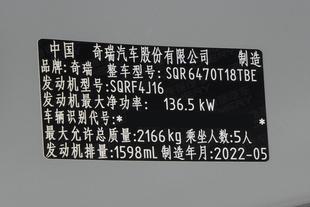 中国 奇瑞汽车股份有限公司 制造
品牌:奇瑞 整车型号:SQR6470T18TBE
发动机型号:SQRF4J16
发动机最大净功率: 136.5 kW
车辆识别代号:* *
最大允许总质量:2166kg 乘坐人数:5人
发动机排量:1598mL 制造年月:2022-05